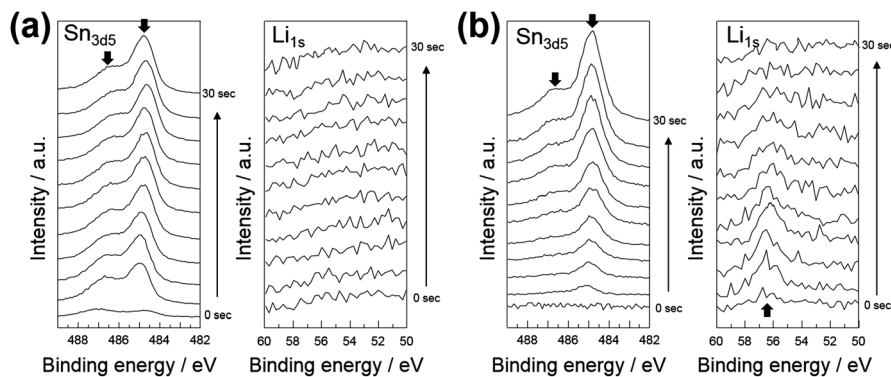 (a)
Sn3d5
Intensity / a.u.
30 sec
0 sec
488 486 484 482
Binding energy / eV
Li1s
Intensity / a.u.
30 sec
0 sec
60 58 56 54 52 50
Binding energy / eV
(b)
Sn3d5
Intensity / a.u.
30 sec
0 sec
488 486 484 482
Binding energy / eV
Li1s
Intensity / a.u.
30 sec
0 sec
60 58 56 54 52 50
Binding energy / eV